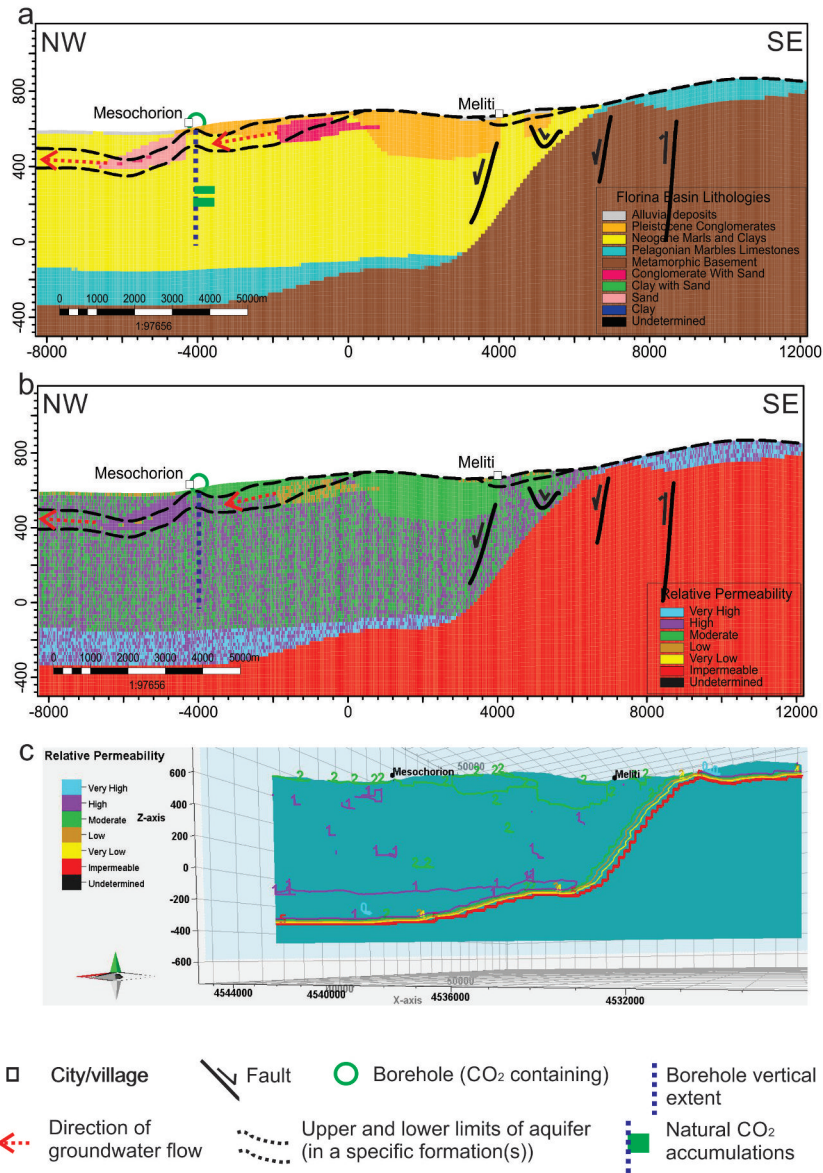 a
NW
SE
800
400
0
-400
Mesochorion
Meliti
Florina Basin Lithologies
Alluvial deposits
Pleistocene Conglomerates
Neogene Marls and Clays
Pelagonian Marbles Limestones
Metamorphic Basement
Conglomerate With Sand
Clay with Sand
Sand
Clay
Undetermined
0 1000 2000 3000 4000 5000m
1:97656
-8000 -4000 0 4000 8000 12000
b
NW
SE
800
400
0
-400
Mesochorion
Meliti
Relative Permeability
Very High
High
Moderate
Low
Very Low
Impermeable
Undetermined
0 1000 2000 3000 4000 5000m
1:97656
-8000 -4000 0 4000 8000 12000
c
Relative Permeability
Very High
High
Moderate
Low
Very Low
Impermeable
Undetermined
Z-axis
600
400
200
0
-200
-400
-600
Mesochorion
50000
Meliti
4544000 4540000 4536000 4532000
X-axis
50000
City/village
Fault
Borehole (CO₂ containing)
Borehole vertical
extent
Direction of
groundwater flow
Upper and lower limits of aquifer
(in a specific formation(s))
Natural CO₂
accumulations